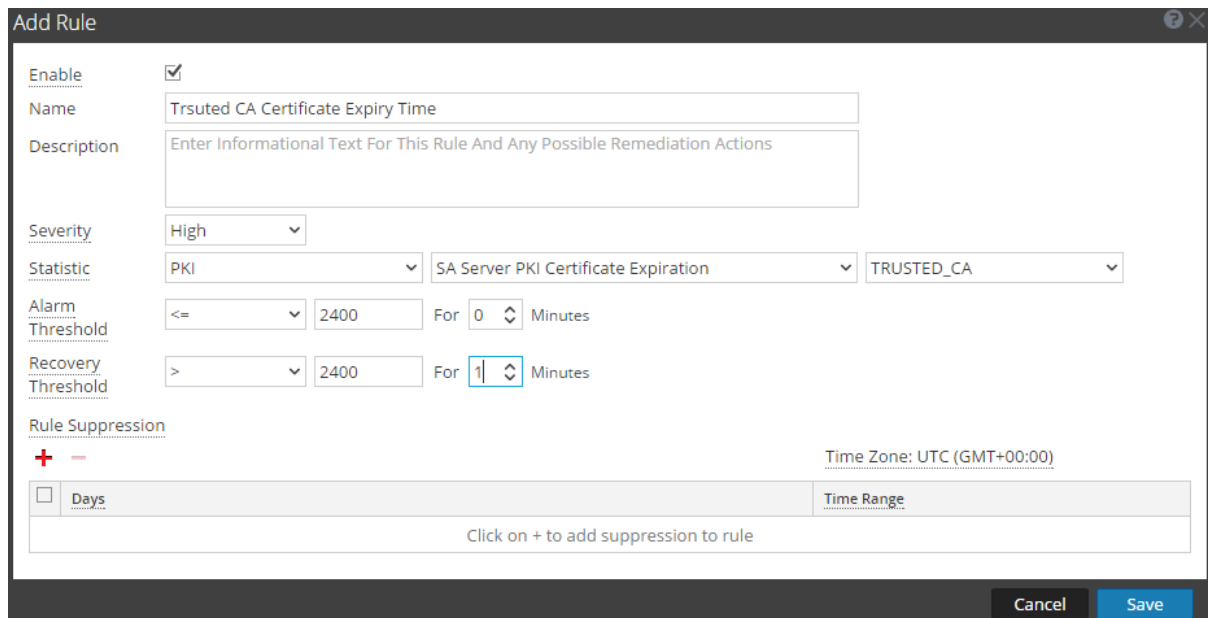 Add Rule
Enable
Name Trsuted CA Certificate Expiry Time
Description Enter Informational Text For This Rule And Any Possible Remediation Actions
Severity High
Statistic PKI SA Server PKI Certificate Expiration TRUSTED_CA
Alarm Threshold <= 2400 For 0 Minutes
Recovery Threshold > 2400 For 1 Minutes
Rule Suppression
Time Zone: UTC (GMT+00:00)
Days Time Range
Click on + to add suppression to rule
Cancel Save